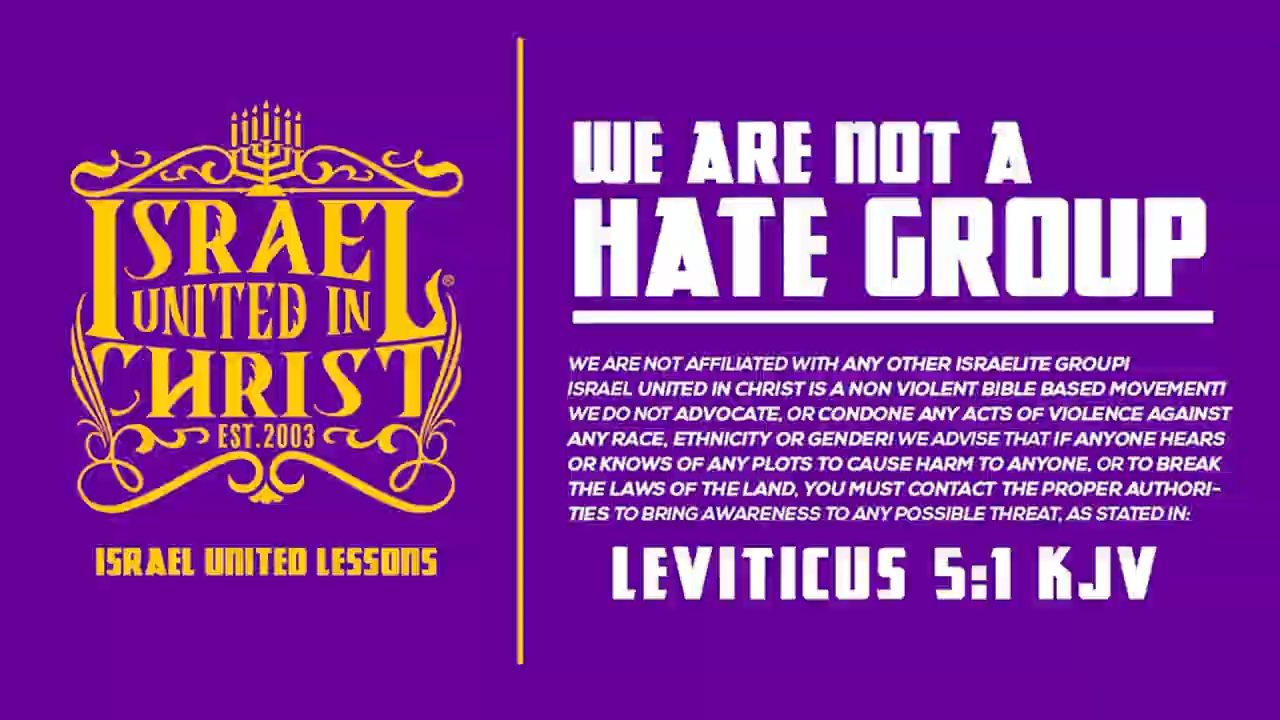 ISRAEL
UNITED IN
CHRIST
EST.2003
®
ISRAEL UNITED LESSONS
WE ARE NOT A
HATE GROUP
WE ARE NOT AFFILIATED WITH ANY OTHER ISRAELITE GROUP!
ISRAEL UNITED IN CHRIST IS A NON VIOLENT BIBLE BASED MOVEMENT!
WE DO NOT ADVOCATE, OR CONDONE ANY ACTS OF VIOLENCE AGAINST
ANY RACE, ETHNICITY OR GENDER! WE ADVISE THAT IF ANYONE HEARS
OR KNOWS OF ANY PLOTS TO CAUSE HARM TO ANYONE, OR TO BREAK
THE LAWS OF THE LAND, YOU MUST CONTACT THE PROPER AUTHORI-
TIES TO BRING AWARENESS TO ANY POSSIBLE THREAT, AS STATED IN:
LEVITICUS 5:1 KJV